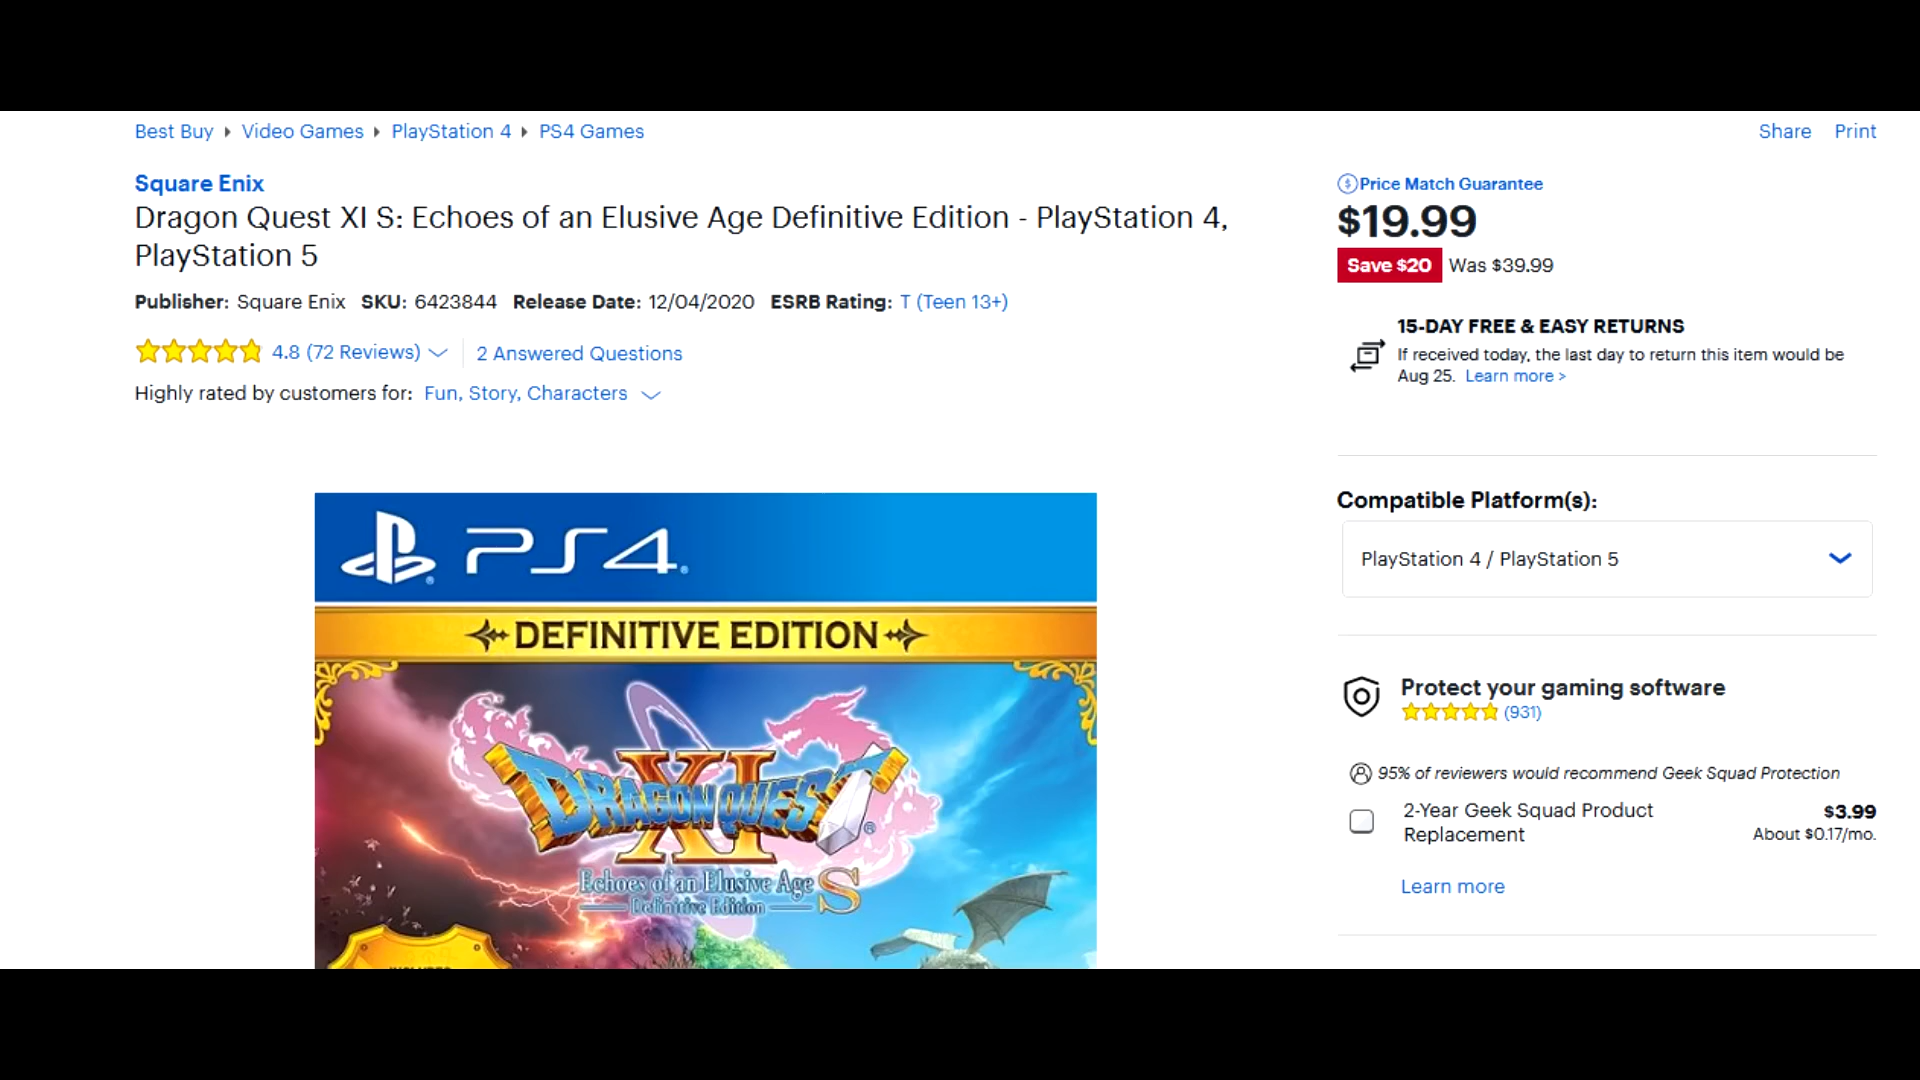 Best Buy Video Games PlayStation 4 PS4 Games
Share Print
Square Enix
Dragon Quest XI S: Echoes of an Elusive Age Definitive Edition - PlayStation 4,
PlayStation 5
Publisher: Square Enix SKU: 6423844 Release Date: 12/04/2020 ESRB Rating: T (Teen 13+)
4.8 (72 Reviews) 2 Answered Questions
Highly rated by customers for: Fun, Story, Characters
PS4
DEFINITIVE EDITION
DRAGON QUEST
XI
Echoes of an Elusive Age S
Definitive Edition
Price Match Guarantee
$19.99
Save $20 Was $39.99
15-DAY FREE & EASY RETURNS
If received today, the last day to return this item would be
Aug 25. Learn more >
Compatible Platform(s):
PlayStation 4 / PlayStation 5
Protect your gaming software
(931)
95% of reviewers would recommend Geek Squad Protection
2-Year Geek Squad Product $3.99
Replacement About $0.17/mo.
Learn more